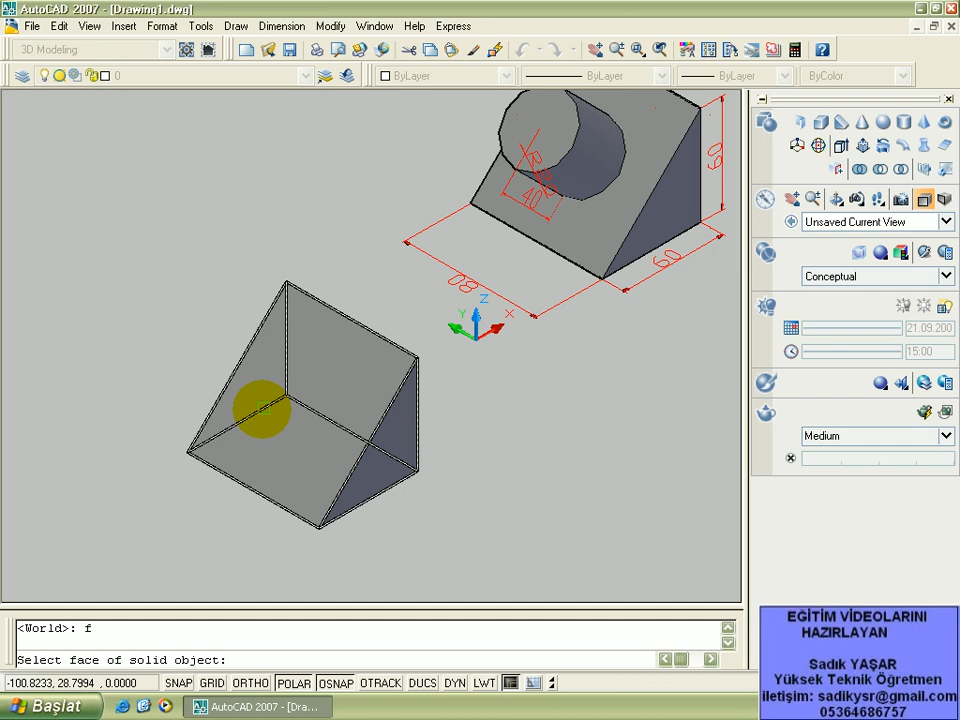 AutoCAD 2007 - [Drawing1.dwg]
File Edit View Insert Format Tools Draw Dimension Modify Window Help Express
3D Modeling
0 ByLayer ByLayer ByLayer ByColor
60
40
80
60
Z
Y
X
Unsaved Current View
Conceptual
21.09.200
15:00
Medium
<World>: f
Select face of solid object:
-100.8233, 28.7994 , 0.0000 SNAP GRID ORTHO POLAR OSNAP OTRACK DUCS DYN LWT
Başlat AutoCAD 2007 - [Dra...
EĞİTİM VİDEOLARINI
HAZIRLAYAN
Sadık YAŞAR
Yüksek Teknik Öğretmen
iletişim: sadikysr@gmail.com
05364686757